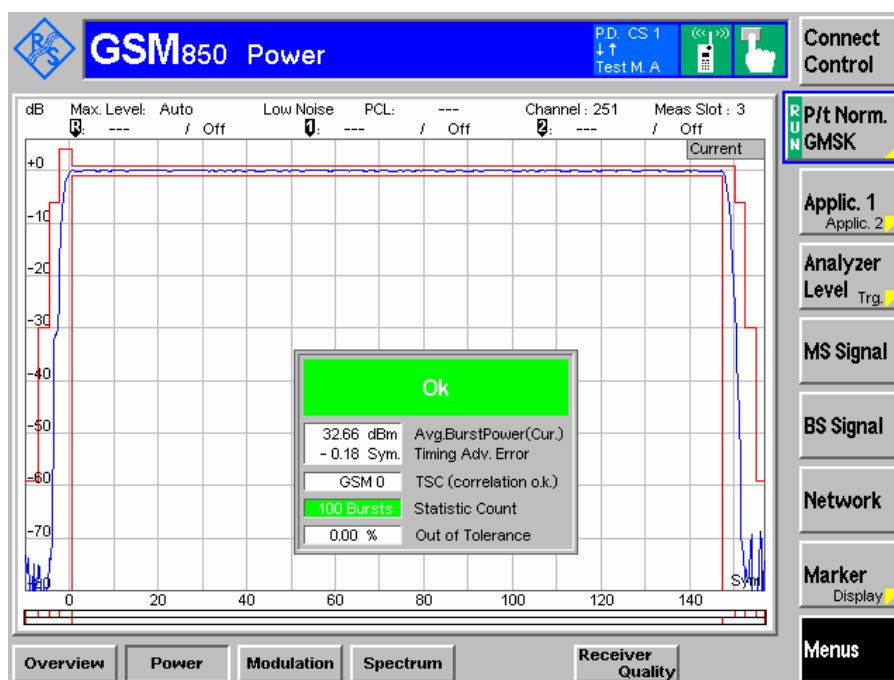 R S
GSM850 Power
P.D. CS 1
Test M. A
Connect
Control
dB Max. Level: Auto Low Noise PCL: --- Channel : 251 Meas Slot : 3
R: --- / Off 1: --- / Off 2: --- / Off
Current
RUN
P/t Norm.
GMSK
Applic. 1
Applic. 2
Analyzer
Level Trg.
MS Signal
BS Signal
Network
Marker
Display
Menus
+0
-10
-20
-30
-40
-50
-60
-70
-80
Ok
32.66 dBm Avg.BurstPower(Cur.)
- 0.18 Sym. Timing Adv. Error
GSM 0 TSC (correlation o.k.)
100 Bursts Statistic Count
0.00 % Out of Tolerance
Sym
0 20 40 60 80 100 120 140
Overview Power Modulation Spectrum Receiver
Quality